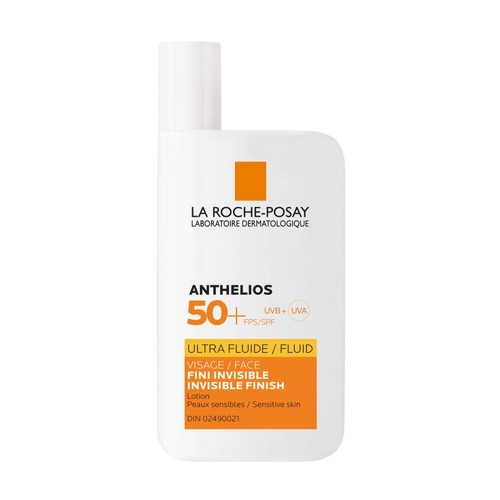 LA ROCHE-POSAY
LABORATOIRE DERMATOLOGIQUE
ANTHELIOS
50+ UVB + UVA
FPS/SPF
ULTRA FLUIDE / FLUID
VISAGE / FACE
FINI INVISIBLE
INVISIBLE FINISH
Lotion
Peaux sensibles / Sensitive skin
DIN 02490021